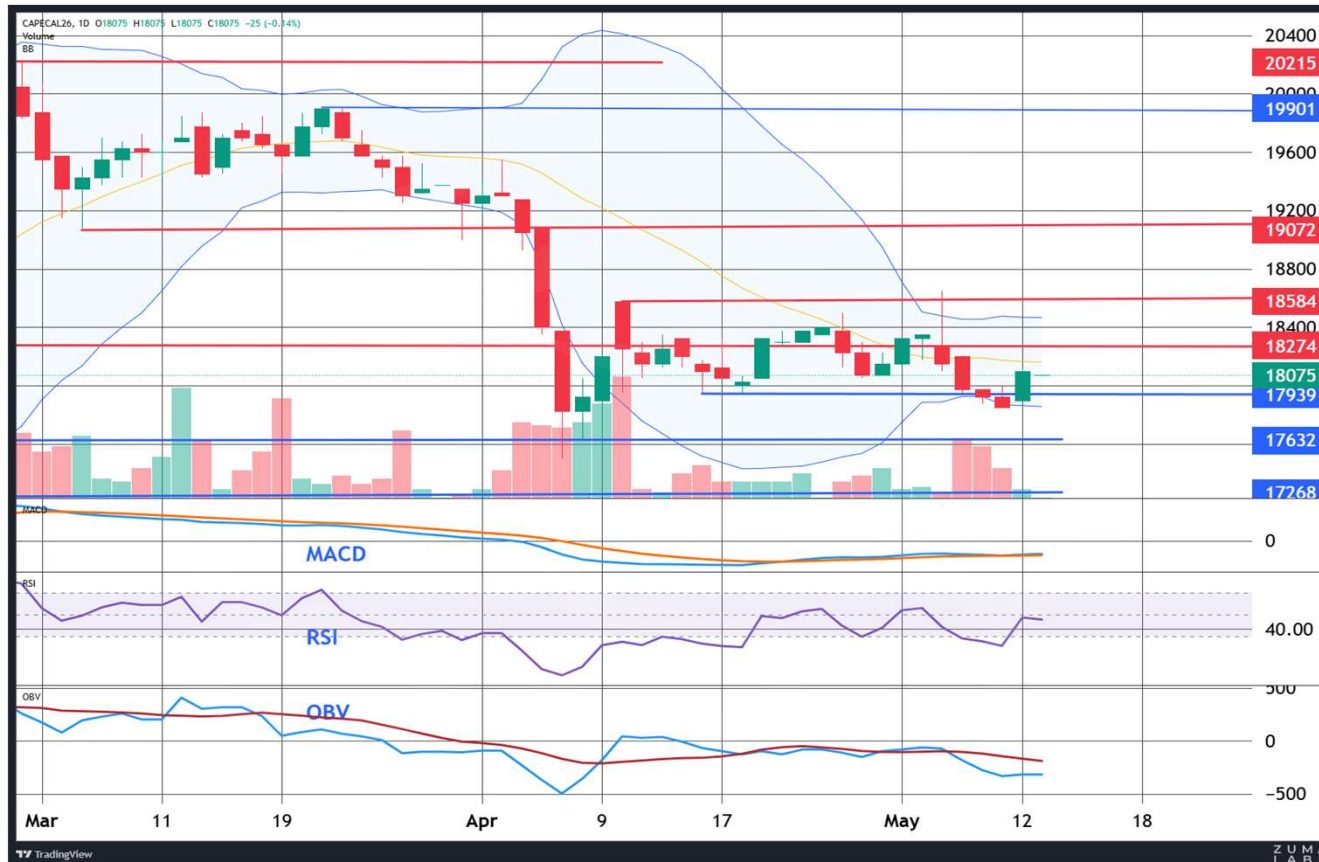 CAPECAL26, 1D O18075 H18075 L18075 C18075 −25 (−0.14%)
Volume
BB
20400
20215
20000
19901
19600
19200
19072
18800
18584
18400
18274
18075
17939
17632
17268
MACD
MACD
0
RSI
RSI
40.00
OBV
OBV
500
0
−500
Mar 11 19 Apr 9 17 May 12 18
TradingView